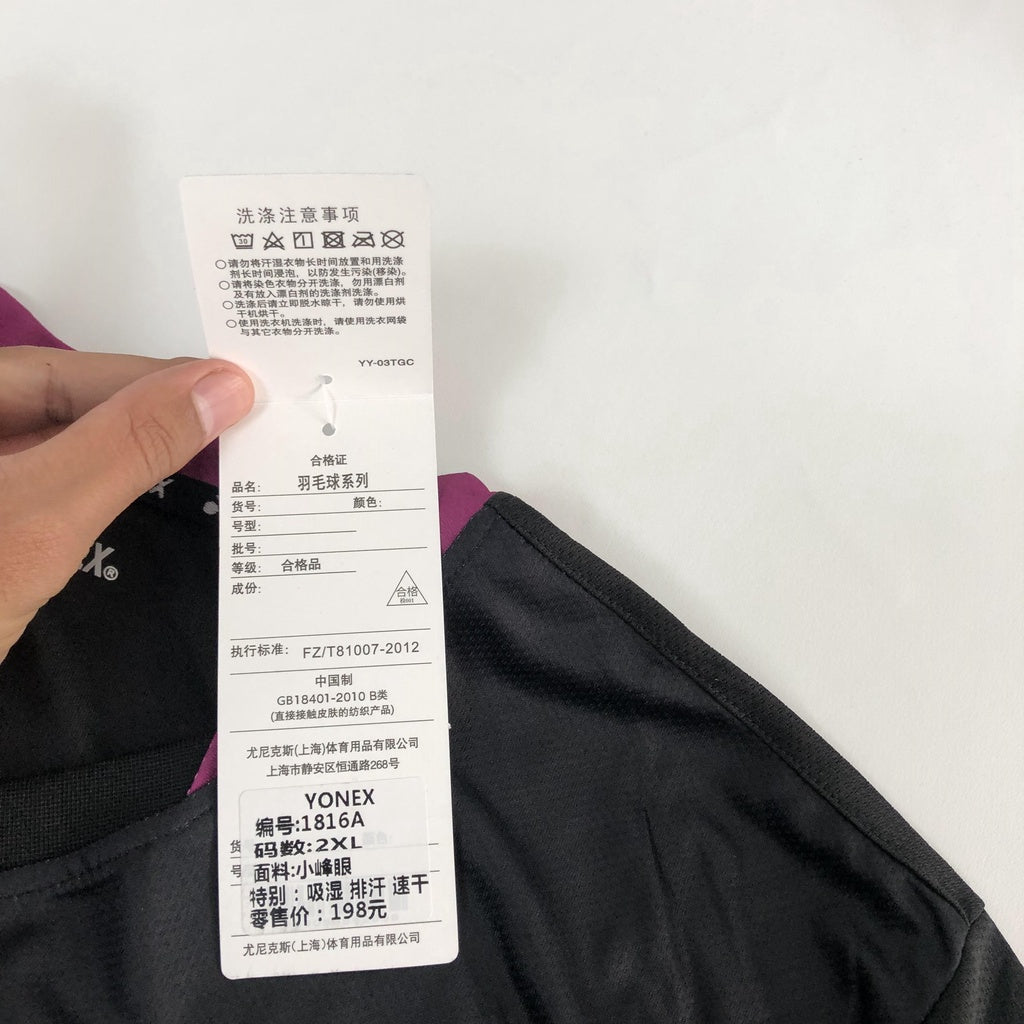 洗涤注意事项
30
○请勿将汗湿衣物长时间放置和用洗涤
剂长时间浸泡，以防发生污染(移染)。
○请将染色衣物分开洗涤，勿用漂白剂
及有放入漂白剂的洗涤剂洗涤。
○洗涤后请立即脱水晾干，请勿使用烘
干机烘干。
○使用洗衣机洗涤时，请使用洗衣网袋
与其它衣物分开洗涤。
YY-03TGC
合格证
品名： 羽毛球系列
货号： 颜色：
号型：
批号：
等级： 合格品
成份：
合格
检001
执行标准： FZ/T81007-2012
中国制
GB18401-2010 B类
(直接接触皮肤的纺织产品)
尤尼克斯(上海)体育用品有限公司
上海市静安区恒通路268号
YONEX
编号:1816A
货
码数:2XL
号
面料:小峰眼
特别：吸湿 排汗 速干
零售价：198元
尤尼克斯(上海)体育用品有限公司
EX®